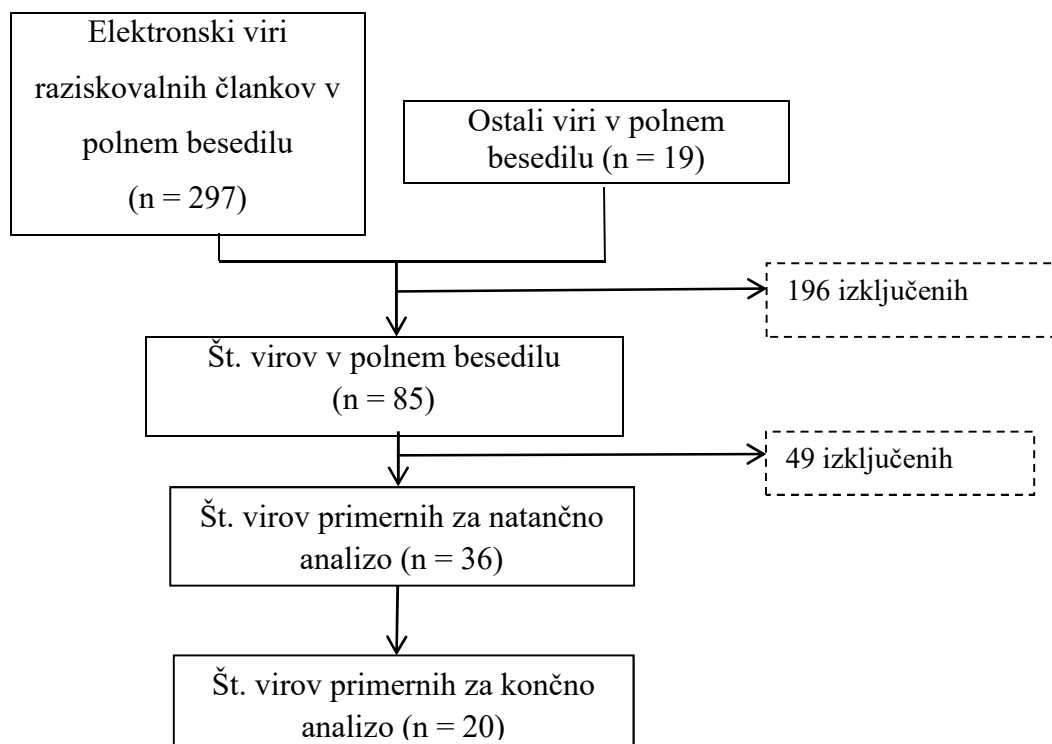 Elektronski viri
raziskovalnih člankov v
polnem besedilu
(n = 297)
Ostali viri v polnem
besedilu (n = 19)
196 izključenih
Št. virov v polnem besedilu
(n = 85)
49 izključenih
Št. virov primernih za natančno
analizo (n = 36)
Št. virov primernih za končno
analizo (n = 20)